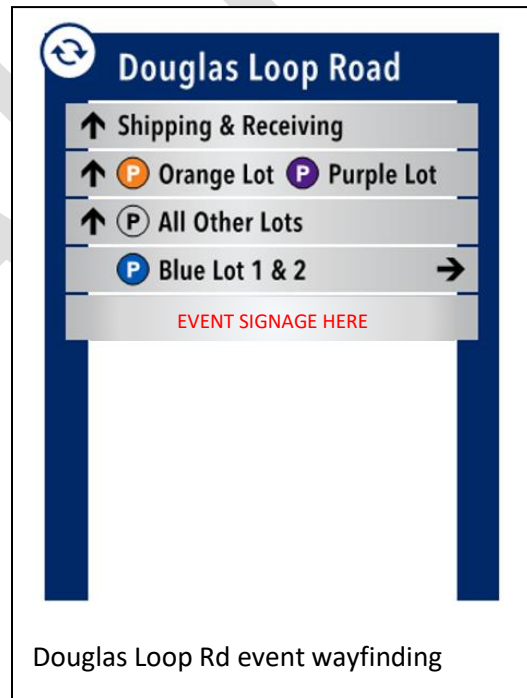 Douglas Loop Road
↑ Shipping & Receiving
↑ P Orange Lot P Purple Lot
↑ P All Other Lots
P Blue Lot 1 & 2 →
EVENT SIGNAGE HERE
Douglas Loop Rd event wayfinding